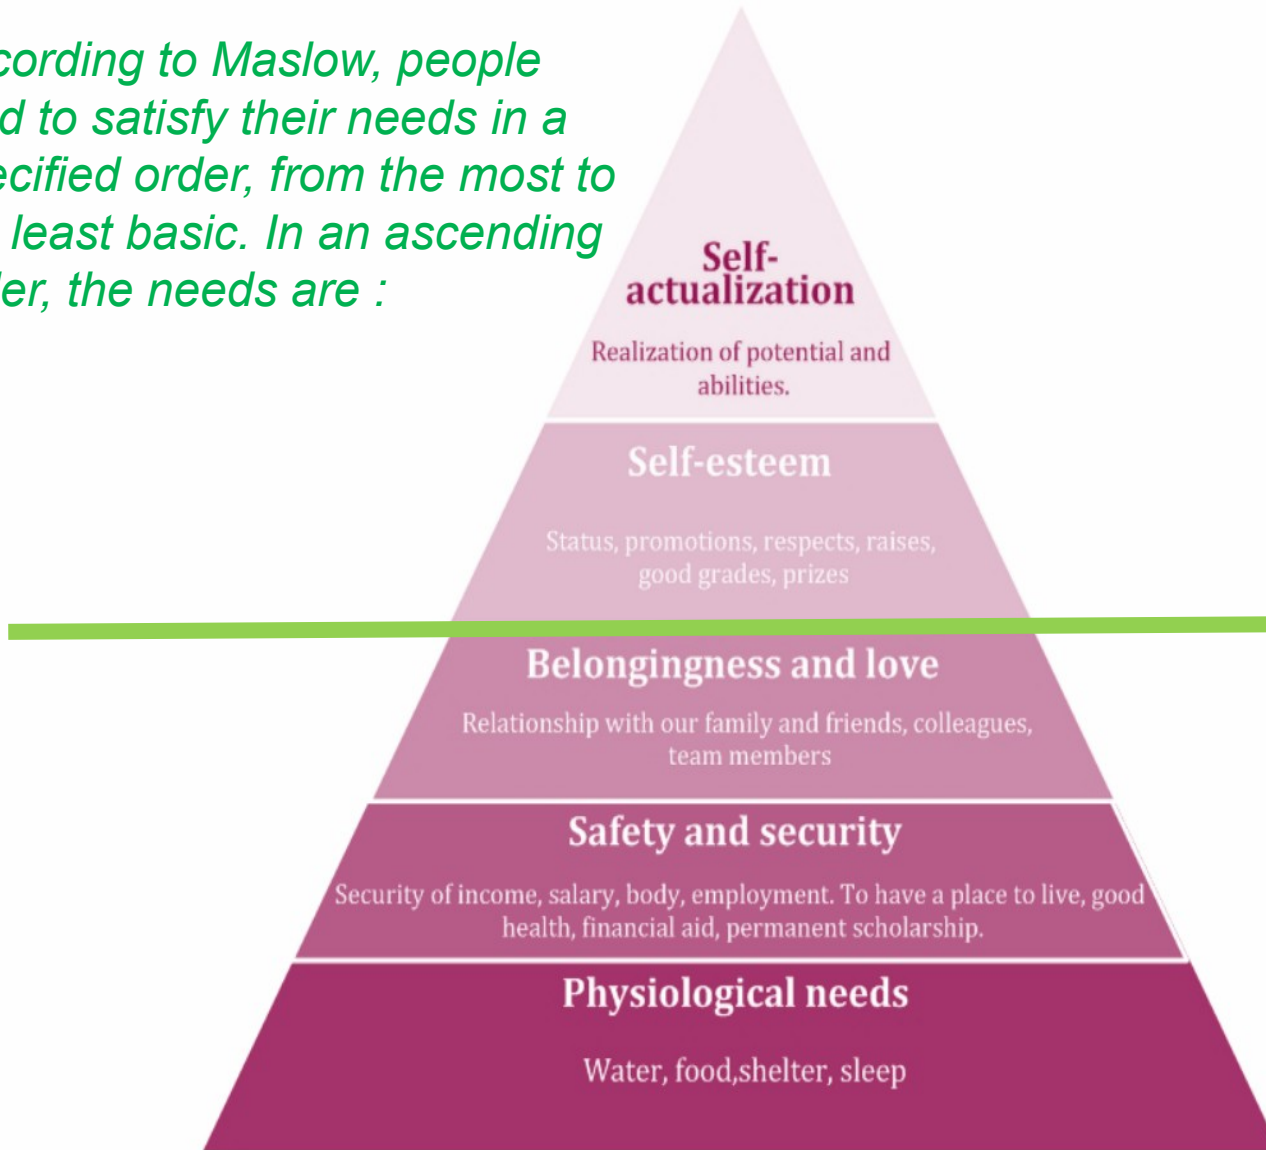 cording to Maslow, people
d to satisfy their needs in a
ecified order, from the most to
least basic. In an ascending
er, the needs are :
Self-
actualization
Realization of potential and
abilities.
Self-esteem
Status, promotions, respects, raises,
good grades, prizes
Belongingness and love
Relationship with our family and friends, colleagues,
team members
Safety and security
Security of income, salary, body, employment. To have a place to live, good
health, financial aid, permanent scholarship.
Physiological needs
Water, food,shelter, sleep